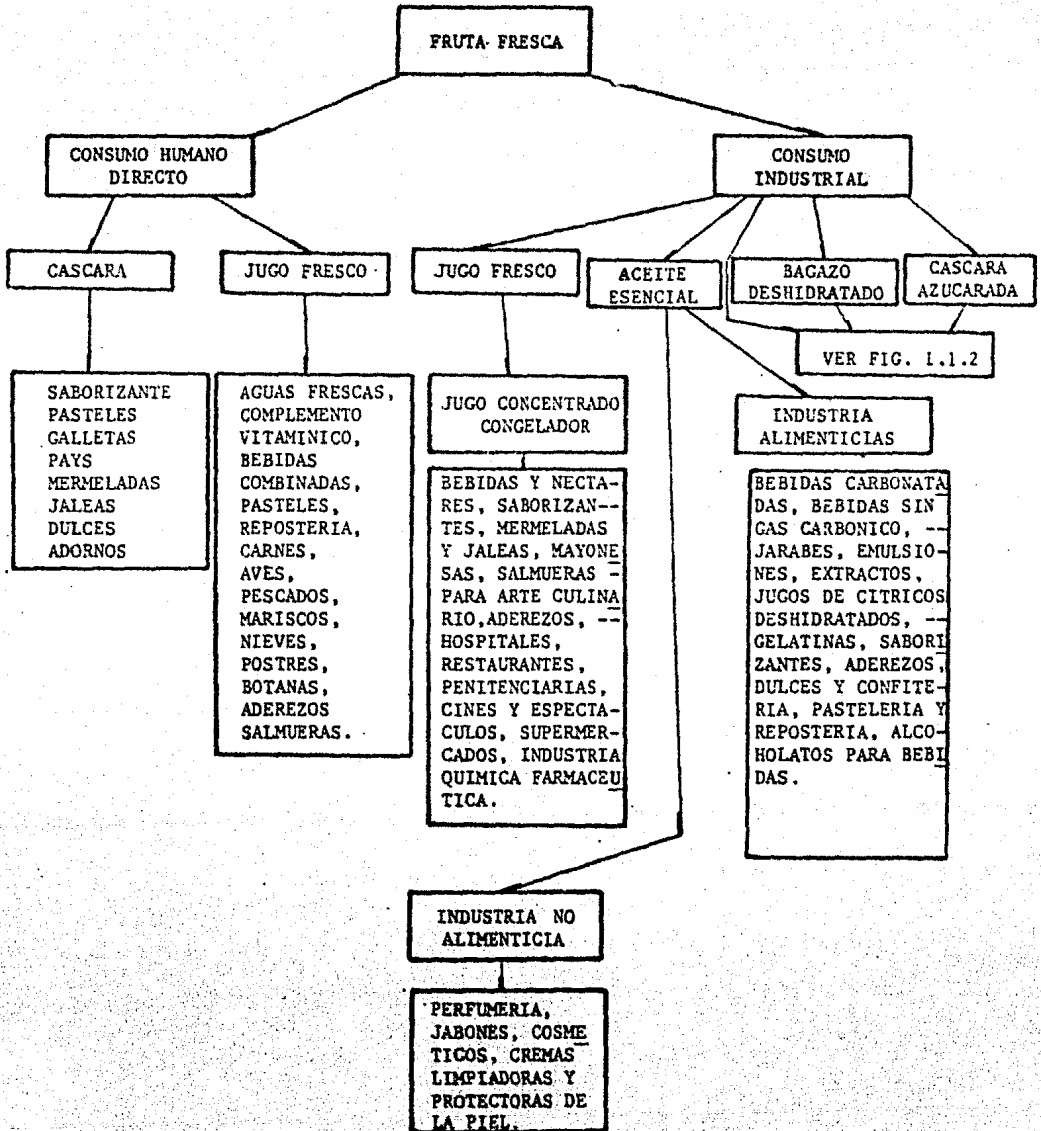 FRUTA FRESCA
CONSUMO HUMANO
DIRECTO
CONSUMO
INDUSTRIAL
CASCARA
JUGO FRESCO
JUGO FRESCO
ACEITE
ESENCIAL
BAGAZO
DESHIDRATADO
CASCARA
AZUCARADA
VER FIG. 1.1.2
SABORIZANTE
PASTELES
GALLETAS
PAYS
MERMELADAS
JALEAS
DULCES
ADORNOS
AGUAS FRESCAS,
COMPLEMENTO
VITAMINICO,
BEBIDAS
COMBINADAS,
PASTELES,
REPOSTERIA,
CARNES,
AVES,
PESCADOS,
MARISCOS,
NIEVES,
POSTRES,
BOTANAS,
ADEREZOS
SALMUERAS.
JUGO CONCENTRADO
CONGELADOR
BEBIDAS Y NECTA-
RES, SABORIZAN--
TES, MERMELADAS
Y JALEAS, MAYONE
SAS, SALMUERAS -
PARA ARTE CULINA
RIO,ADEREZOS, --
HOSPITALES,
RESTAURANTES,
PENITENCIARIAS,
CINES Y ESPECTA-
CULOS, SUPERMER-
CADOS, INDUSTRIA
QUIMICA FARMACEU
TICA.
INDUSTRIA
ALIMENTICIAS
BEBIDAS CARBONATA
DAS, BEBIDAS SIN
GAS CARBONICO, --
JARABES, EMULSIO-
NES, EXTRACTOS,
JUGOS DE CITRICOS
DESHIDRATADOS, --
GELATINAS, SABORI
ZANTES, ADEREZOS,
DULCES Y CONFITE-
RIA, PASTELERIA Y
REPOSTERIA, ALCO-
HOLATOS PARA BEBI
DAS.
INDUSTRIA NO
ALIMENTICIA
PERFUMERIA,
JABONES, COSME
TICOS, CREMAS
LIMPIADORAS Y
PROTECTORAS DE
LA PIEL.